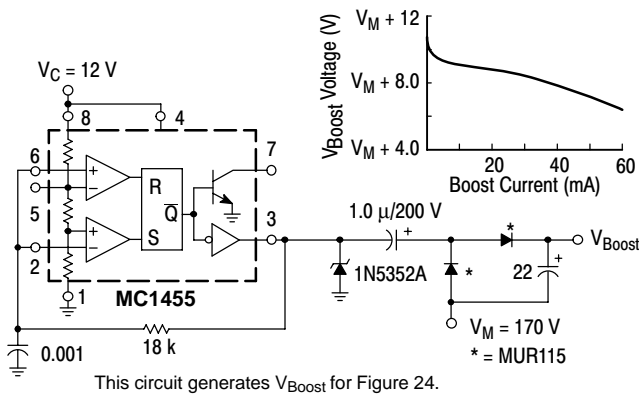 V_C = 12 V
8
4
6
+
−
5
+
−
2
1
R
S
Q̅
7
3
MC1455
0.001
18 k
1N5352A
1.0 μ/200 V
+
*
*
22
+
V_Boost
V_M = 170 V
* = MUR115
V_Boost Voltage (V)
V_M + 12
V_M + 8.0
V_M + 4.0
20 40 60
Boost Current (mA)
This circuit generates V_Boost for Figure 24.